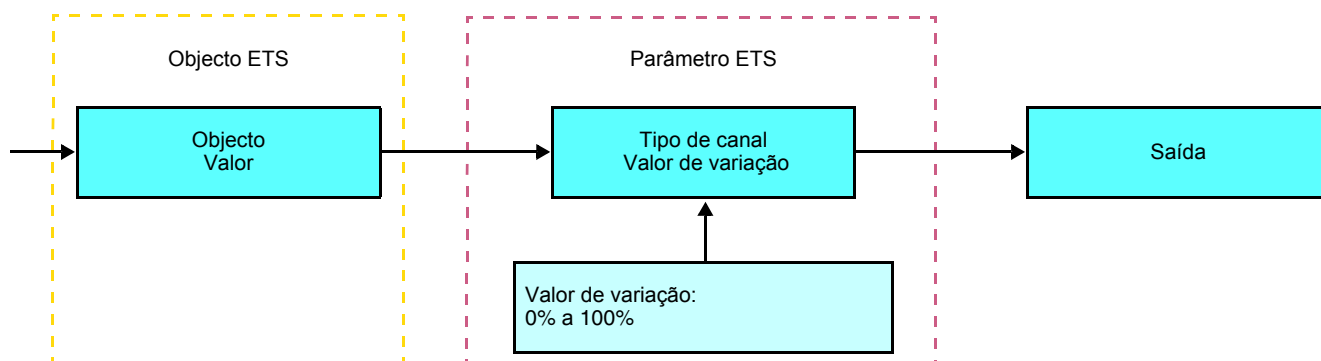 Objecto ETS
Parâmetro ETS
Objecto
Valor
Tipo de canal
Valor de variação
Saída
Valor de variação:
0% a 100%